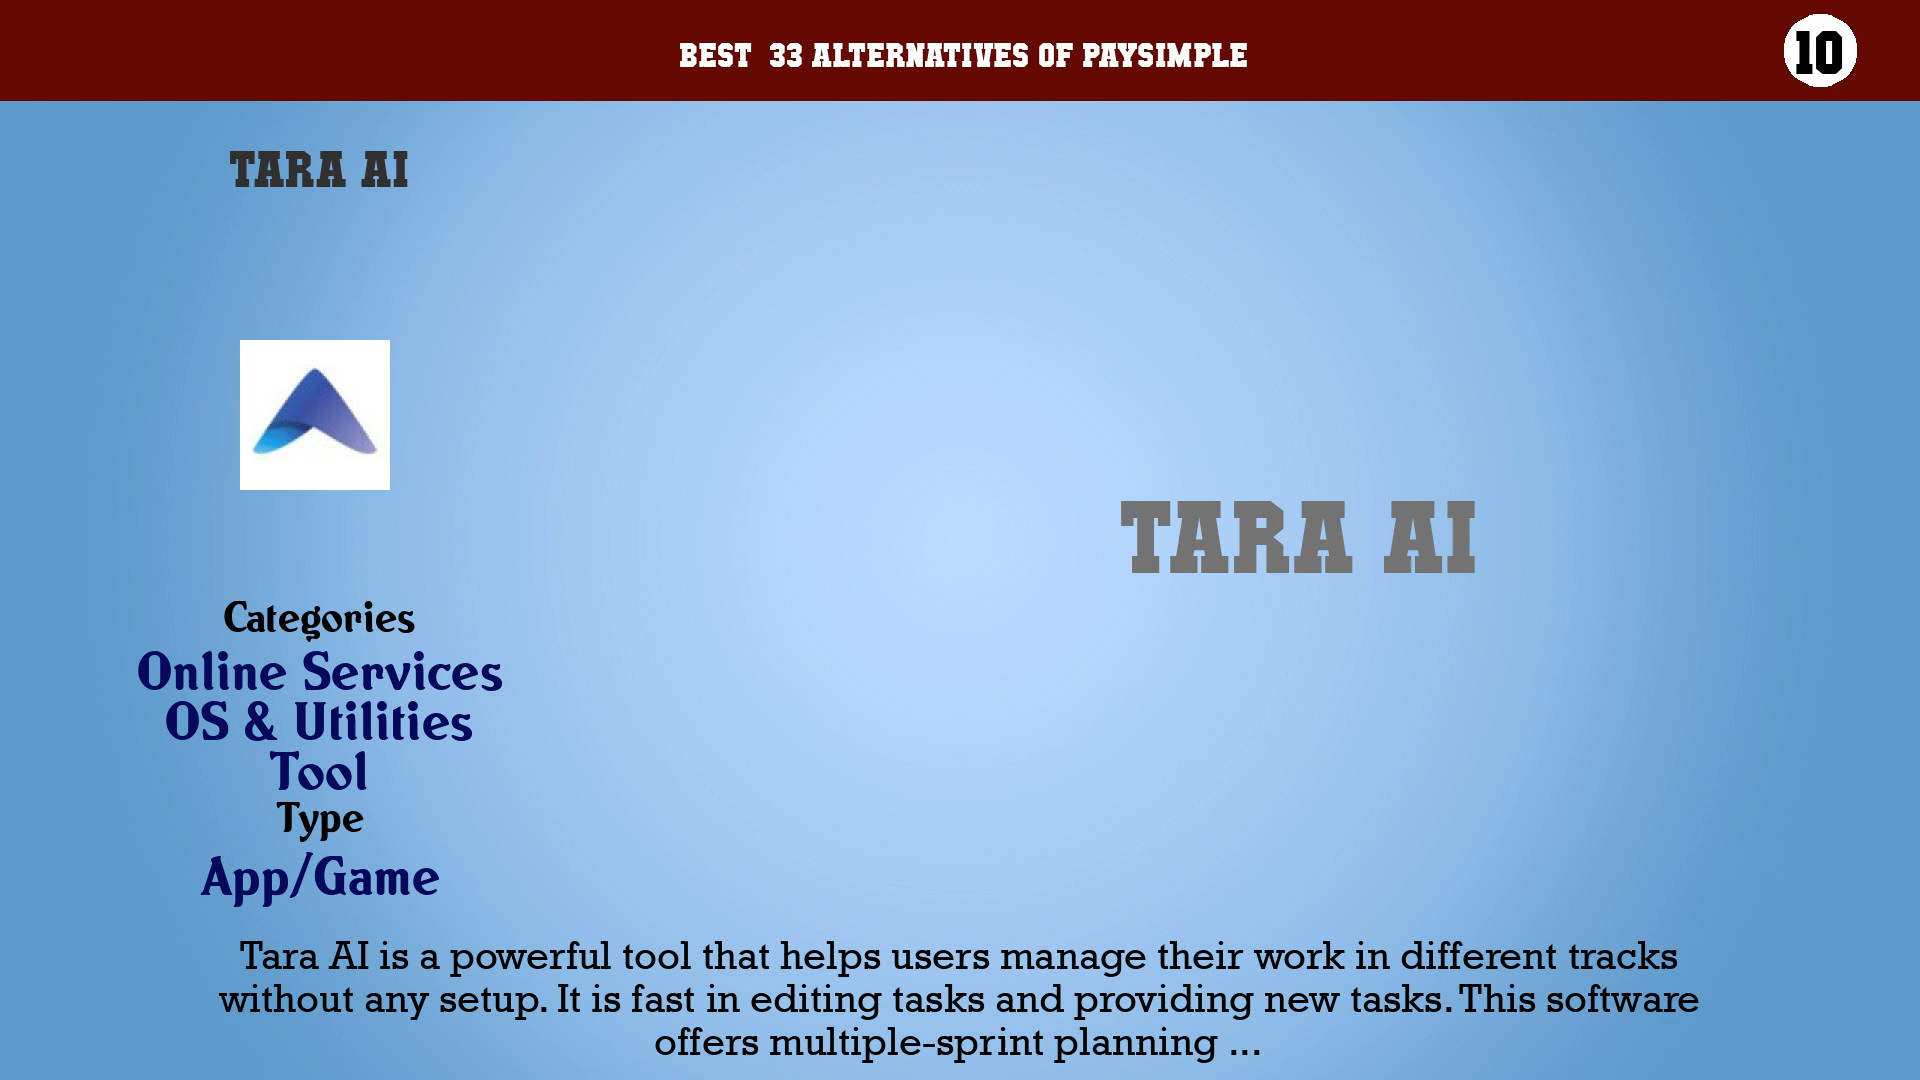 BEST  33 ALTERNATIVES OF PAYSIMPLE
10
TARA AI
TARA AI
Categories
Online Services
OS & Utilities
Tool
Type
App/Game
Tara AI is a powerful tool that helps users manage their work in different tracks
without any setup. It is fast in editing tasks and providing new tasks. This software
offers multiple-sprint planning ...